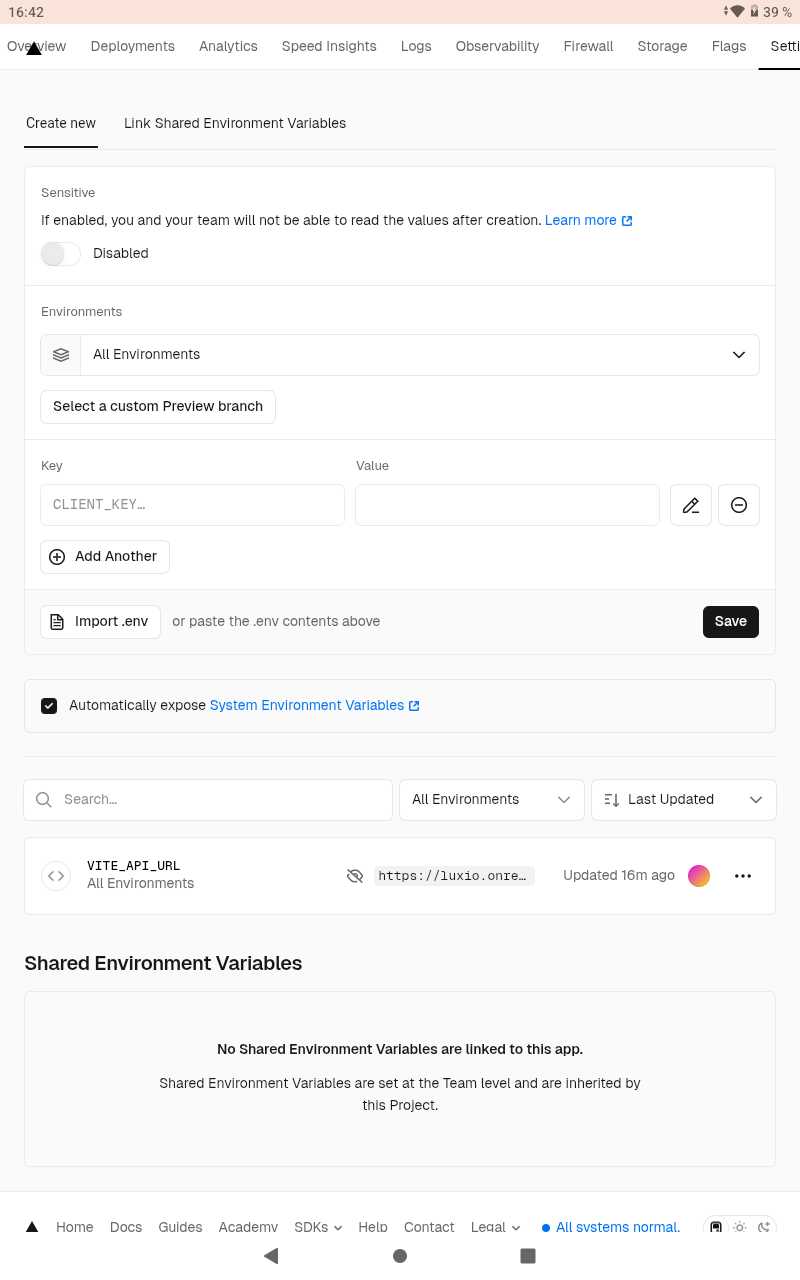 16:42
39 %
Overview Deployments Analytics Speed Insights Logs Observability Firewall Storage Flags Setti
Create new Link Shared Environment Variables
Sensitive
If enabled, you and your team will not be able to read the values after creation. Learn more
Disabled
Environments
All Environments
Select a custom Preview branch
Key Value
CLIENT_KEY…
Add Another
Import .env or paste the .env contents above Save
Automatically expose System Environment Variables
Search… All Environments Last Updated
VITE_API_URL
All Environments
https://luxio.onre… Updated 16m ago
Shared Environment Variables
No Shared Environment Variables are linked to this app.
Shared Environment Variables are set at the Team level and are inherited by
this Project.
Home Docs Guides Academy SDKs Help Contact Legal All systems normal.